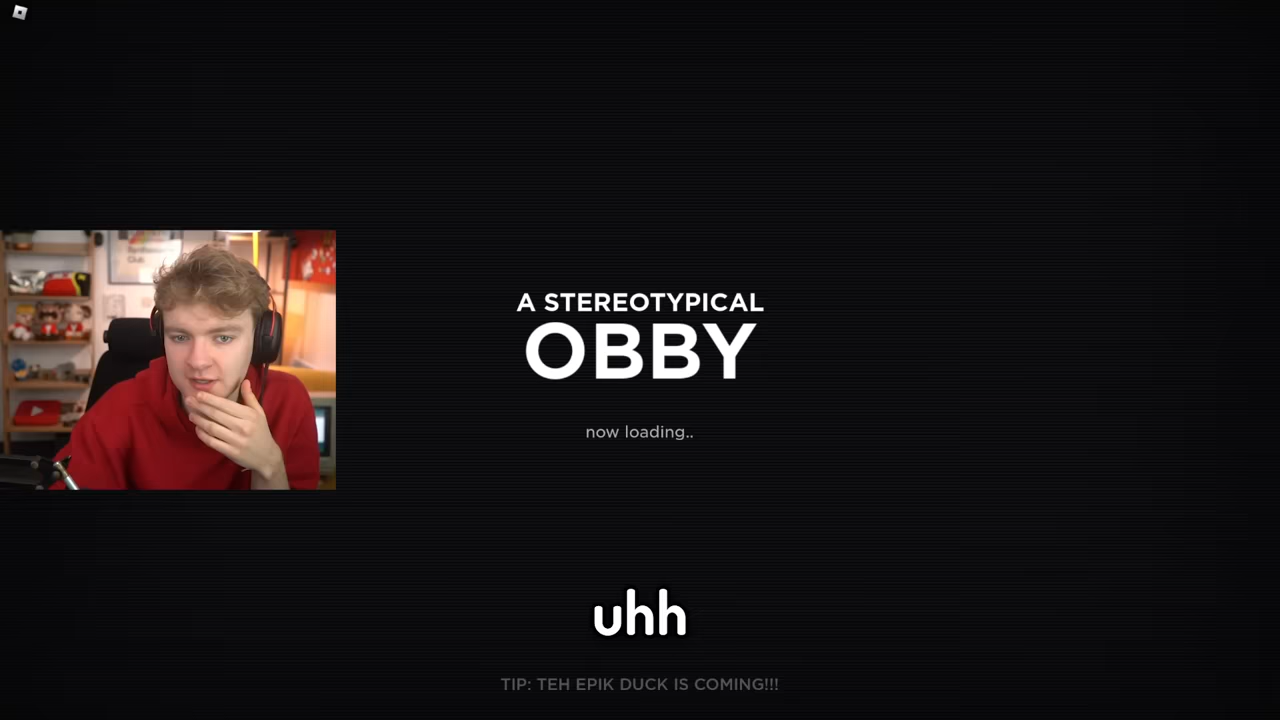 A STEREOTYPICAL
OBBY
now loading..
uhh
TIP: TEH EPIK DUCK IS COMING!!!